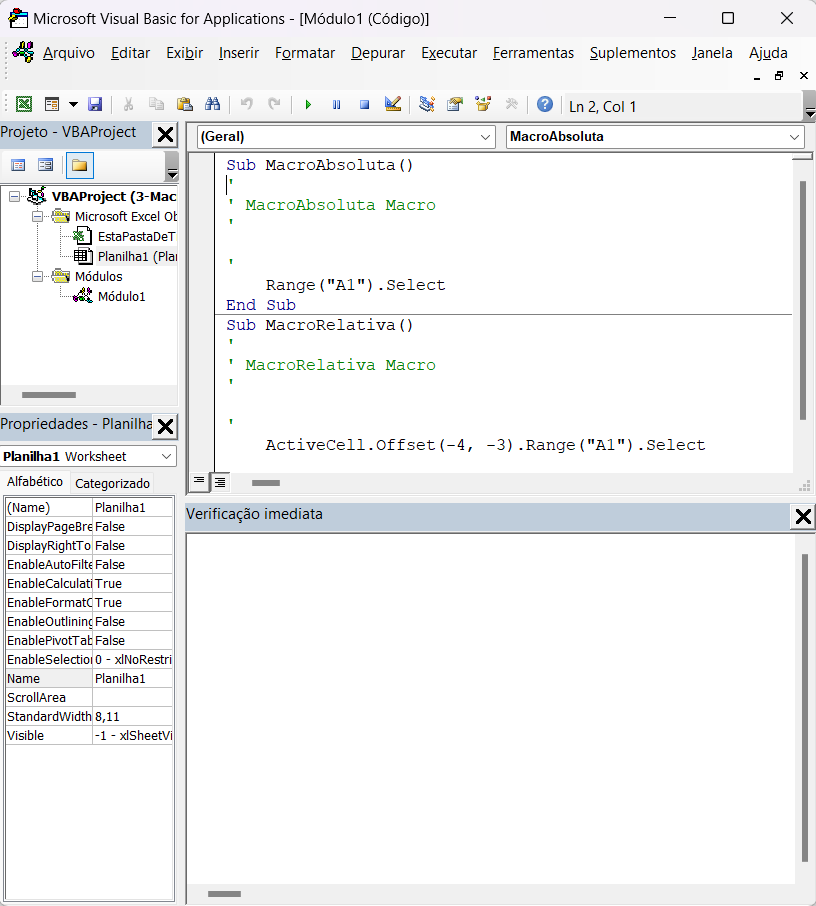 Microsoft Visual Basic for Applications - [Módulo1 (Código)]
Arquivo Editar Exibir Inserir Formatar Depurar Executar Ferramentas Suplementos Janela Ajuda
Ln 2, Col 1
Projeto - VBAProject
VBAProject (3-Mac
Microsoft Excel Ob
EstaPastaDeT
Planilha1 (Plan
Módulos
Módulo1
Propriedades - Planilha
Planilha1 Worksheet
Alfabético Categorizado
(Name) Planilha1
DisplayPageBre False
DisplayRightTo False
EnableAutoFilte False
EnableCalculati True
EnableFormatC True
EnableOutlining False
EnablePivotTab False
EnableSelection 0 - xlNoRestri
Name Planilha1
ScrollArea
StandardWidth 8,11
Visible -1 - xlSheetVi
(Geral) MacroAbsoluta
Sub MacroAbsoluta()
'
' MacroAbsoluta Macro
'
'
Range("A1").Select
End Sub
Sub MacroRelativa()
'
' MacroRelativa Macro
'
'
ActiveCell.Offset(-4, -3).Range("A1").Select
Verificação imediata